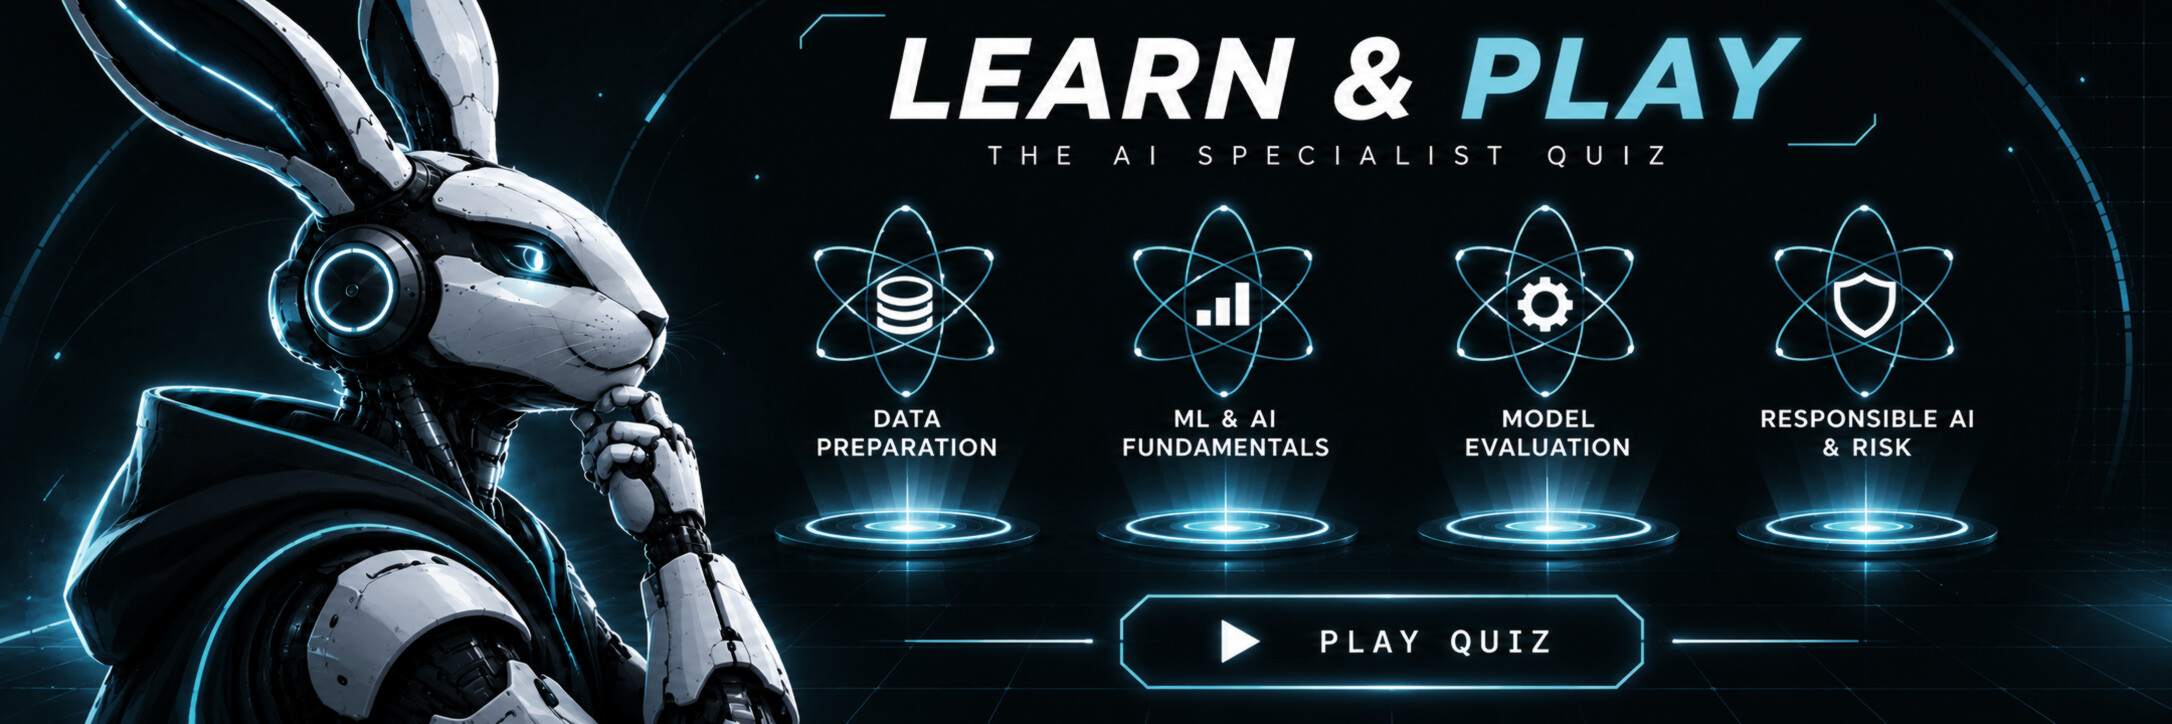 LEARN & PLAY
THE AI SPECIALIST QUIZ
DATA
PREPARATION
ML & AI
FUNDAMENTALS
MODEL
EVALUATION
RESPONSIBLE AI
& RISK
PLAY QUIZ